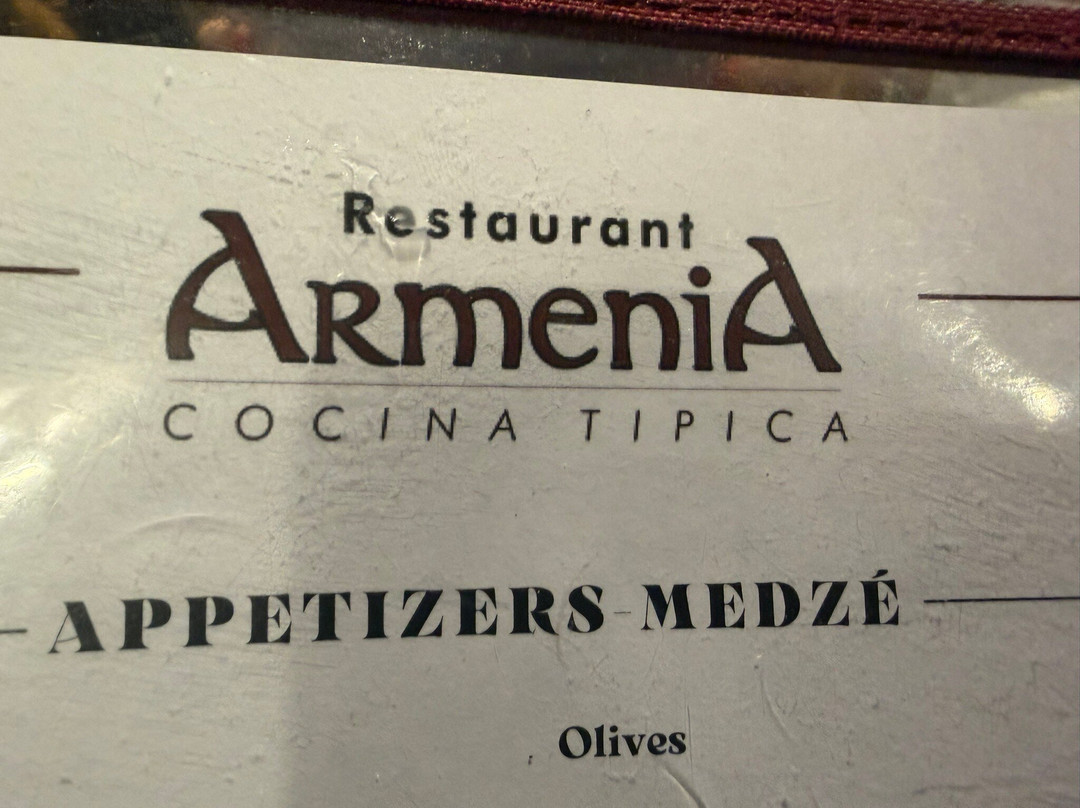 Restaurant
ArmeniA
COCINA TIPICA
APPETIZERS-MEDZÉ
Olives